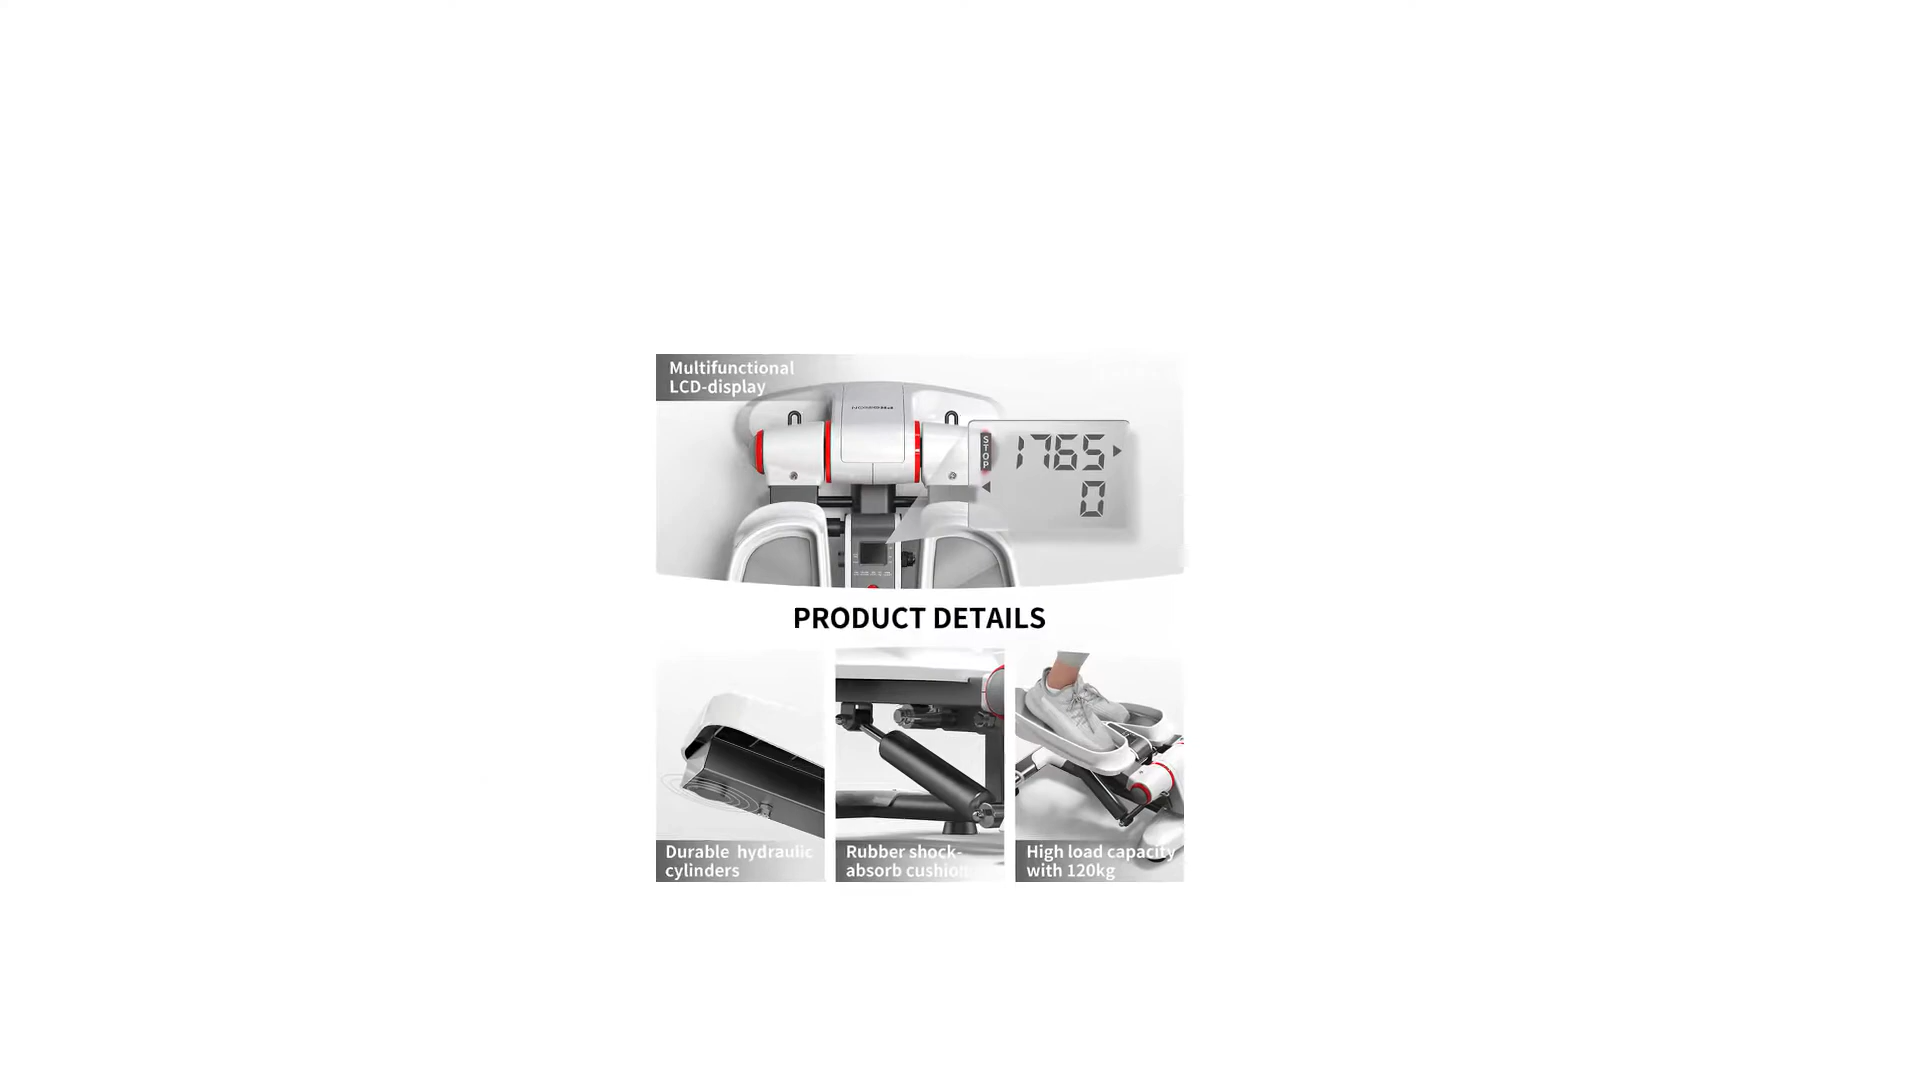 Multifunctional
LCD-display
STOP
1765
0
PRODUCT DETAILS
Durable hydraulic
cylinders
Rubber shock-
absorb cushion
High load capacity
with 120kg